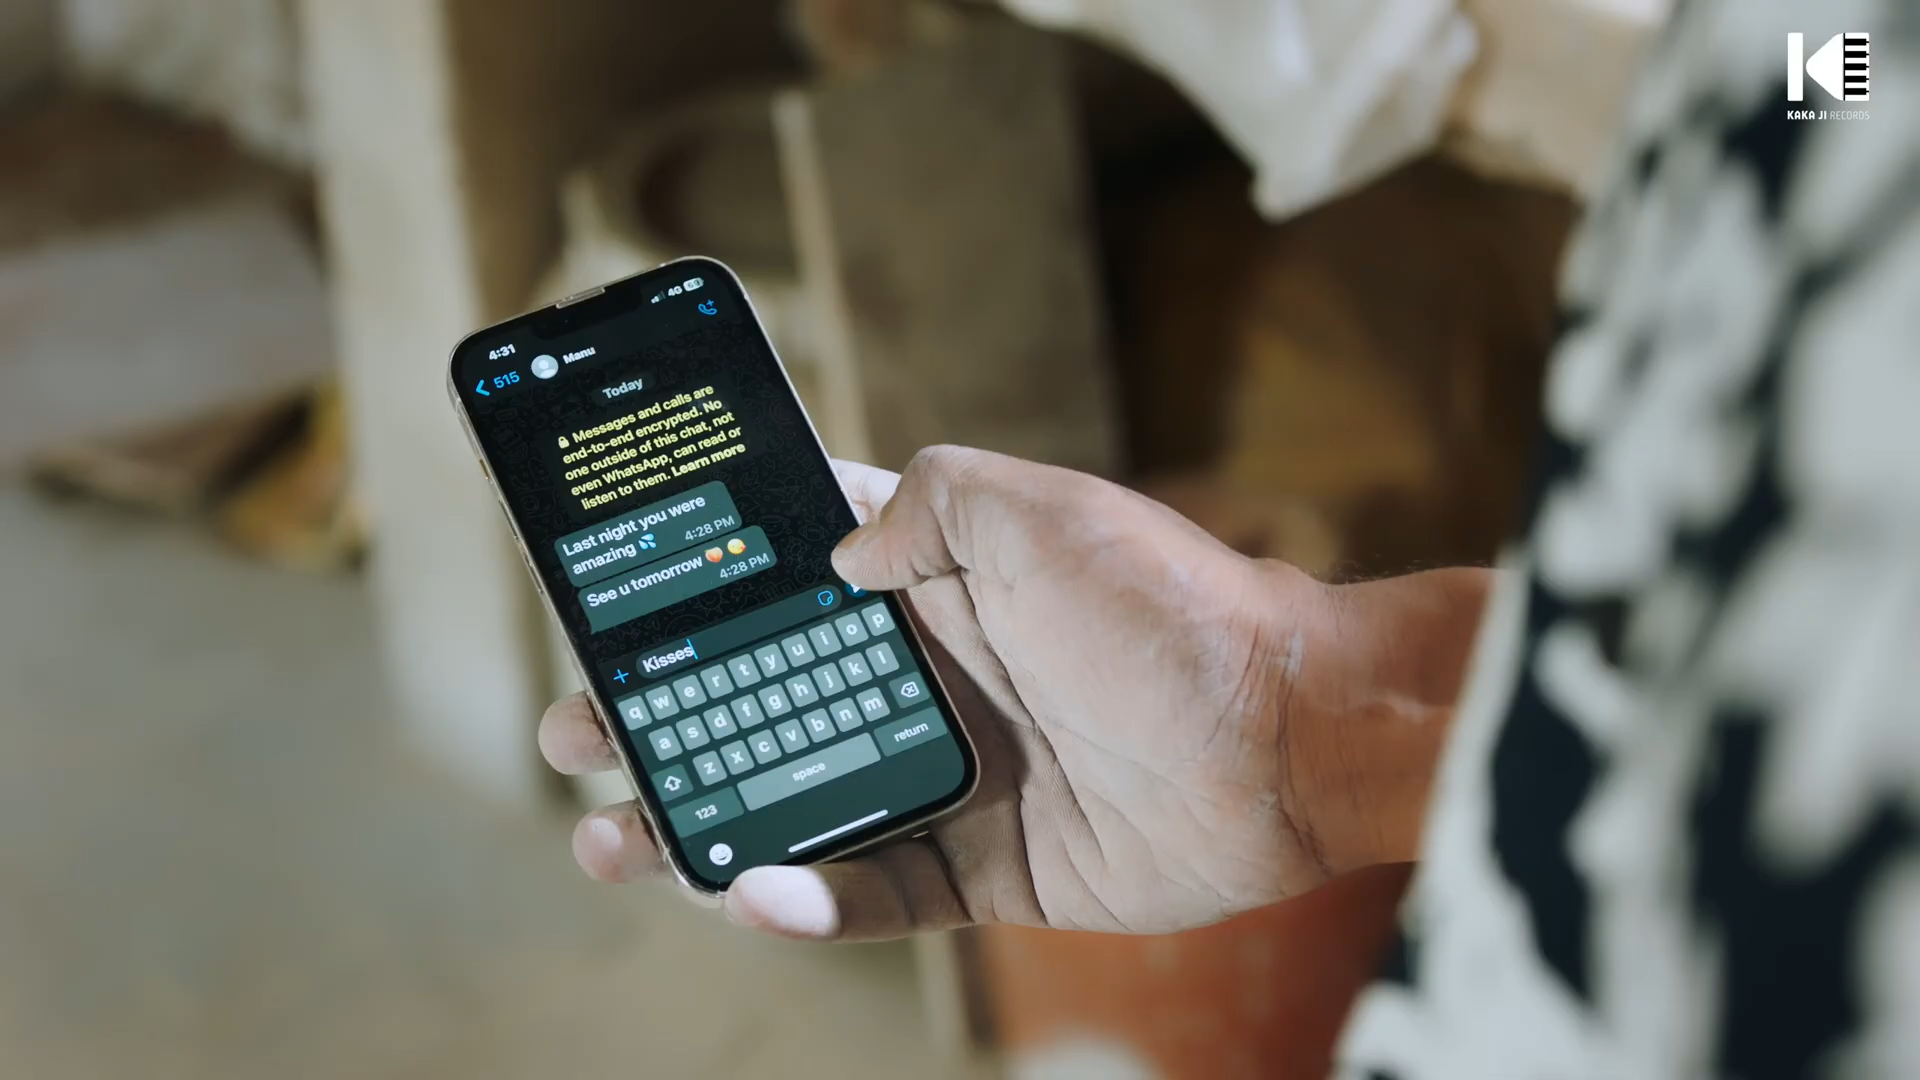 KAKA JI RECORDS
4:31
4G 69
515
Manu
Today
Messages and calls are
end-to-end encrypted. No
one outside of this chat, not
even WhatsApp, can read or
listen to them. Learn more
Last night you were
amazing 💦
4:28 PM
See u tomorrow
4:28 PM
Kisses
q w e r t y u i o p
a s d f g h j k l
z x c v b n m
123 space return